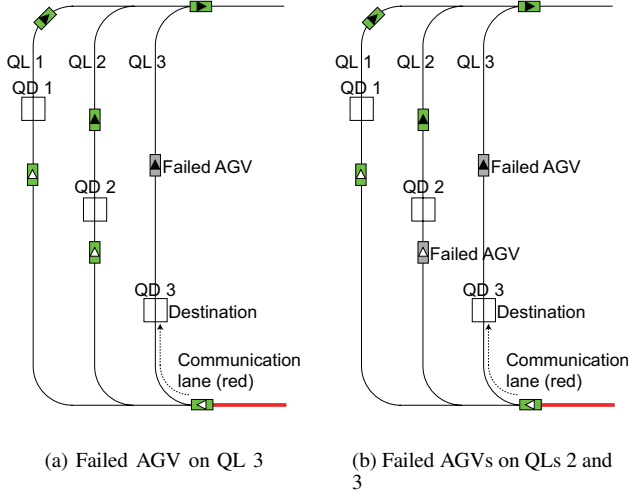 QL 1
QL 2
QL 3
QD 1
Failed AGV
QD 2
QD 3
Destination
Communication
lane (red)
(a) Failed AGV on QL 3
QL 1
QL 2
QL 3
QD 1
Failed AGV
QD 2
Failed AGV
QD 3
Destination
Communication
lane (red)
(b) Failed AGVs on QLs 2 and
3